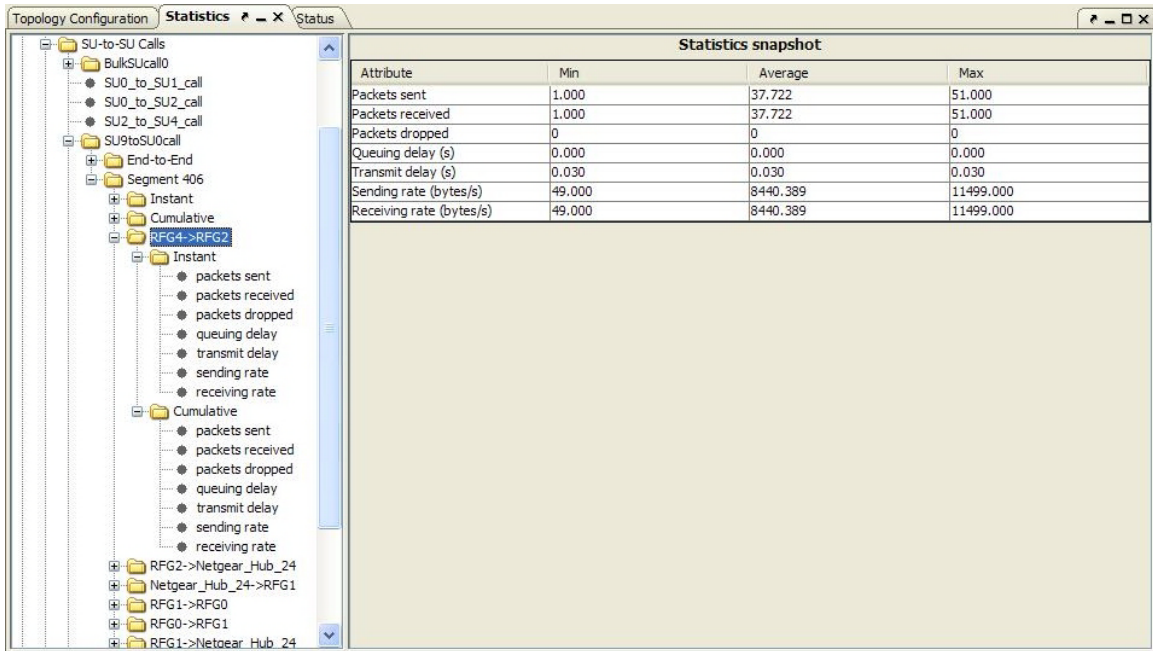 Topology Configuration Statistics Status
SU-to-SU Calls
BulkSUcall0
SU0_to_SU1_call
SU0_to_SU2_call
SU2_to_SU4_call
SU9toSU0call
End-to-End
Segment 406
Instant
Cumulative
RFG4->RFG2
Instant
packets sent
packets received
packets dropped
queuing delay
transmit delay
sending rate
receiving rate
Cumulative
packets sent
packets received
packets dropped
queuing delay
transmit delay
sending rate
receiving rate
RFG2->Netgear_Hub_24
Netgear_Hub_24->RFG1
RFG1->RFG0
RFG0->RFG1
RFG1->Netgear_Hub_24
Statistics snapshot
Attribute Min Average Max
Packets sent 1.000 37.722 51.000
Packets received 1.000 37.722 51.000
Packets dropped 0 0 0
Queuing delay (s) 0.000 0.000 0.000
Transmit delay (s) 0.030 0.030 0.030
Sending rate (bytes/s) 49.000 8440.389 11499.000
Receiving rate (bytes/s) 49.000 8440.389 11499.000